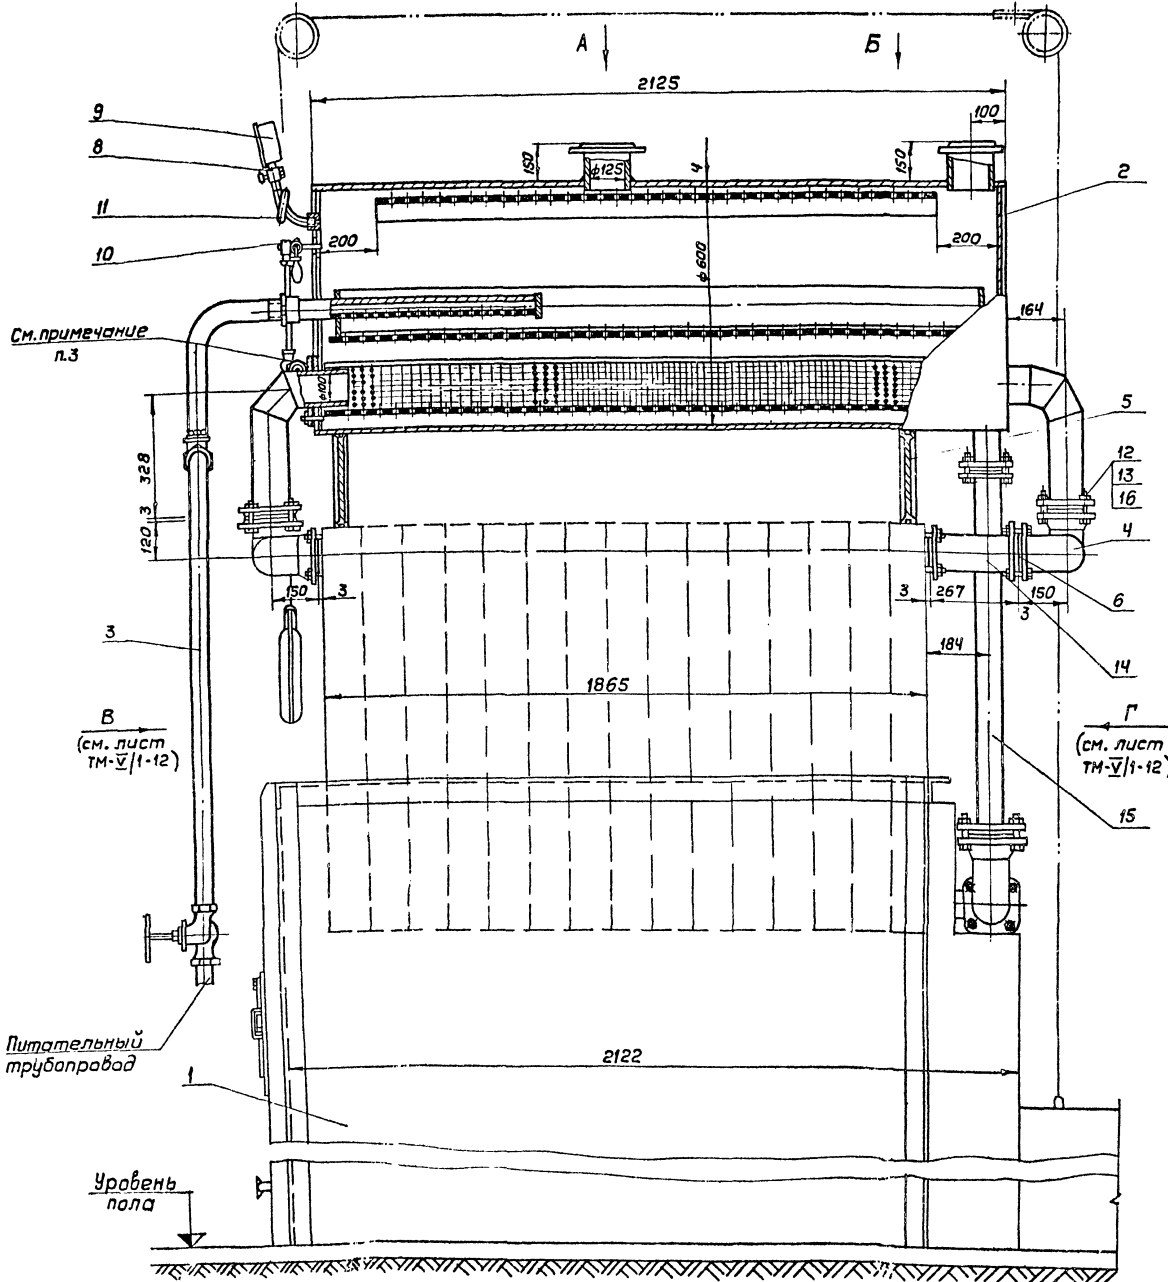 А
Б
2125
100
9
8
150
ф125
4
150
2
11
200
10
200
ф600
164
См. примечание
п.3
ф100
5
328
12
13
16
3
120
4
150
3
3
267
3
150
6
3
184
14
1865
В
(см. лист
ТМ-V/1-12)
Г
(см. лист
ТМ-V/1-12)
15
Питательный
трубопровод
2122
1
Уровень
пола